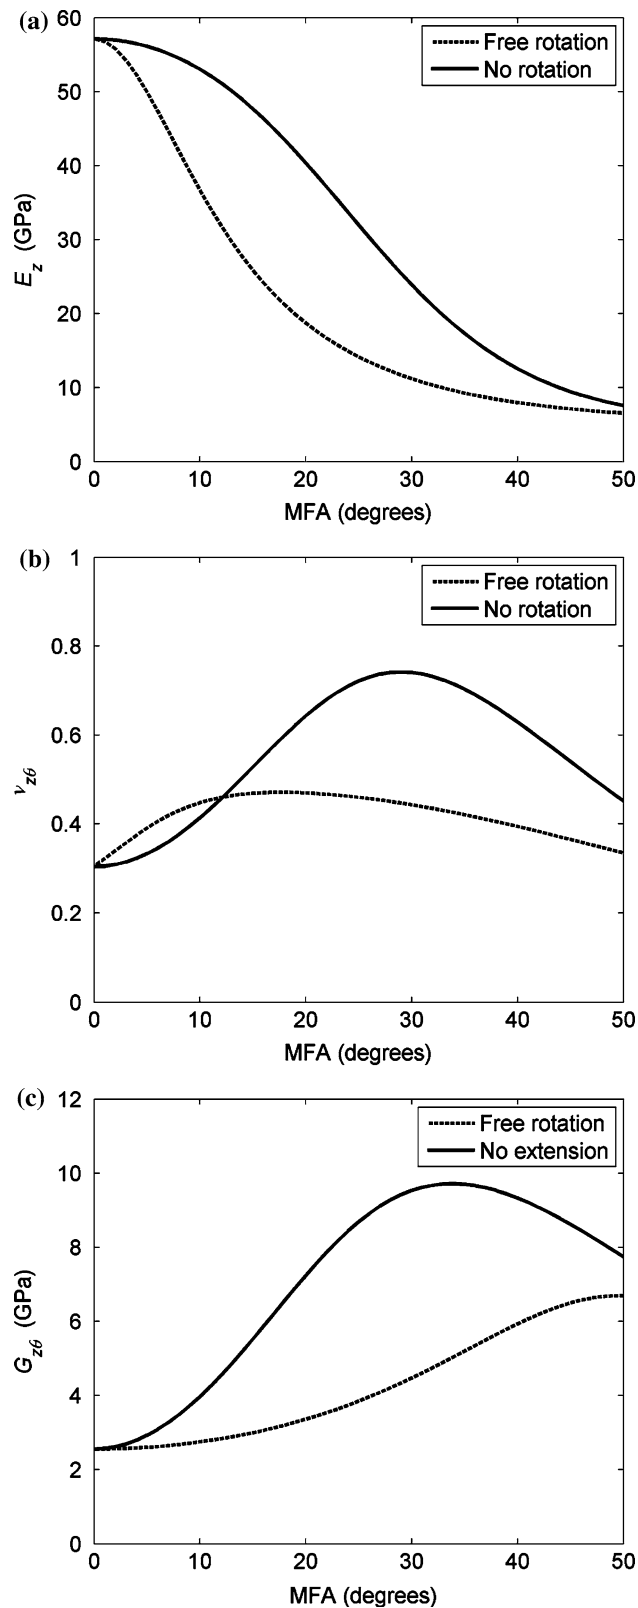 (a)
60
50
40
30
20
10
0
E_z (GPa)
Free rotation
No rotation
0 10 20 30 40 50
MFA (degrees)
(b)
1
0.8
0.6
0.4
0.2
0
ν_zθ
Free rotation
No rotation
0 10 20 30 40 50
MFA (degrees)
(c)
12
10
8
6
4
2
0
G_zθ (GPa)
Free rotation
No extension
0 10 20 30 40 50
MFA (degrees)